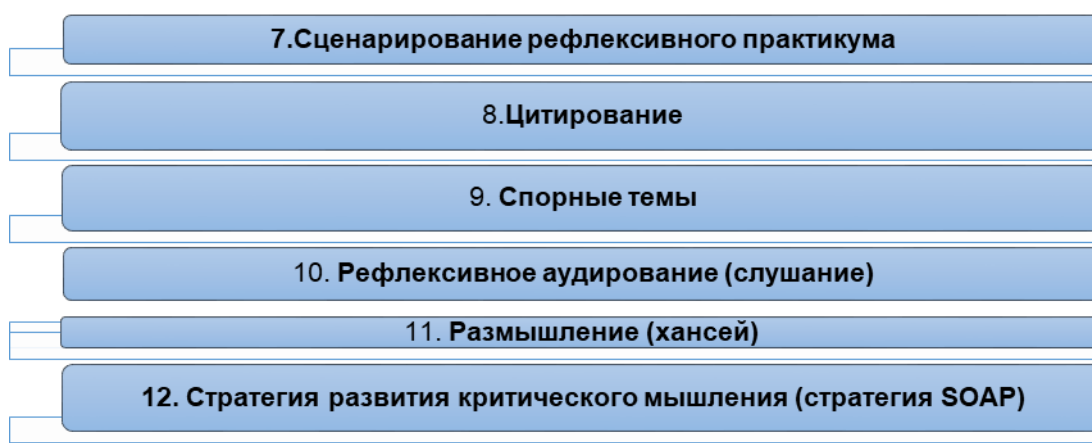 7.Сценарирование рефлексивного практикума
8.Цитирование
9. Спорные темы
10. Рефлексивное аудирование (слушание)
11. Размышление (хансей)
12. Стратегия развития критического мышления (стратегия SOAP)